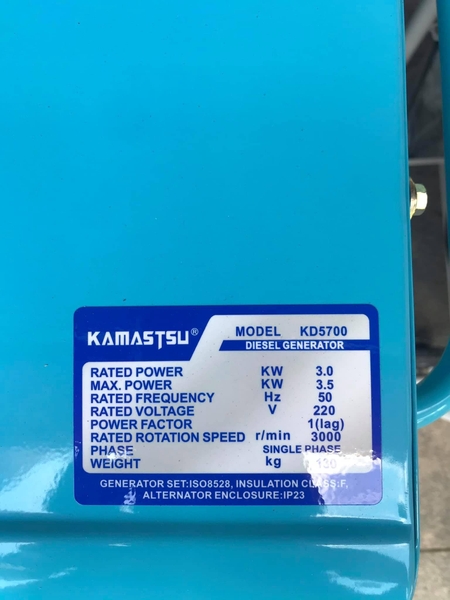 KAMASTSU®
MODEL KD5700
DIESEL GENERATOR
RATED POWER KW 3.0
MAX. POWER KW 3.5
RATED FREQUENCY Hz 50
RATED VOLTAGE V 220
POWER FACTOR 1(lag)
RATED ROTATION SPEED r/min 3000
PHASE SINGLE PHASE
WEIGHT kg
GENERATOR SET:ISO8528, INSULATION CLASS:F,
ALTERNATOR ENCLOSURE:IP23